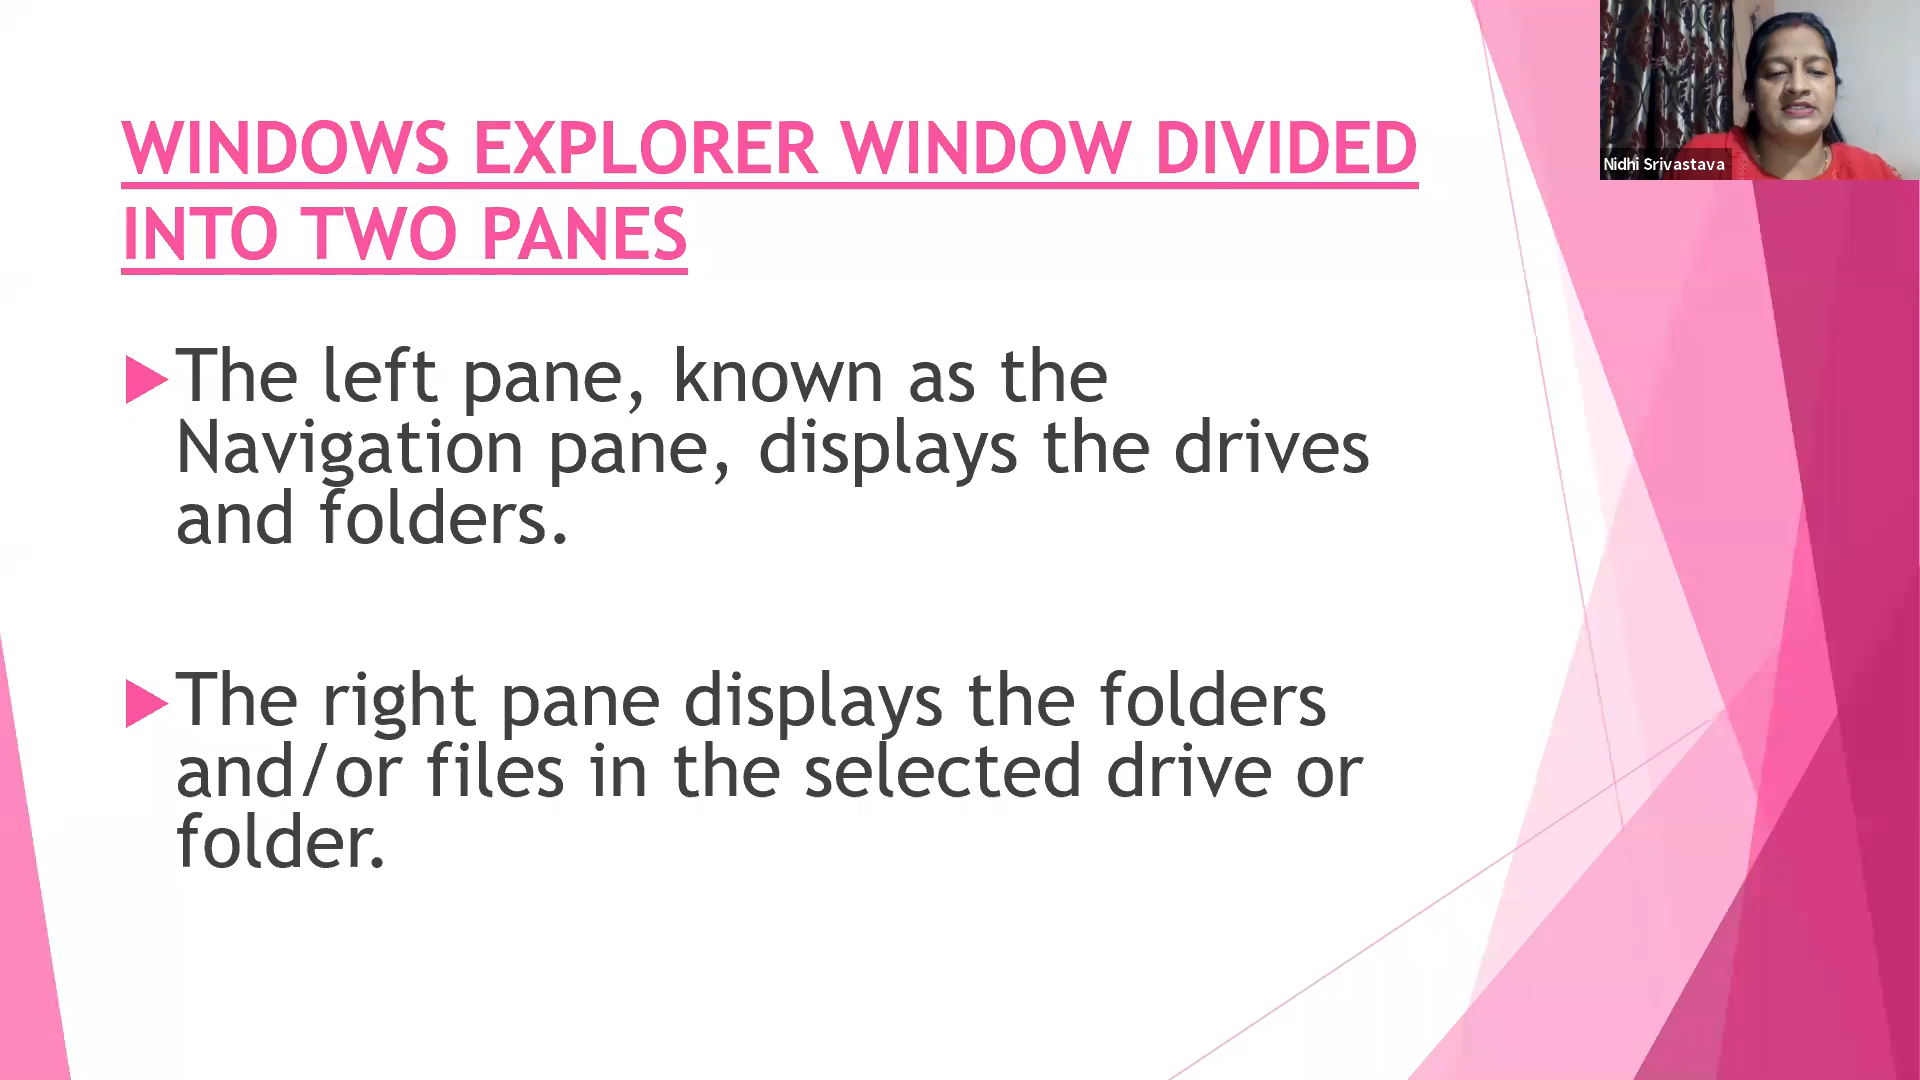 WINDOWS EXPLORER WINDOW DIVIDED
INTO TWO PANES
The left pane, known as the
Navigation pane, displays the drives
and folders.
The right pane displays the folders
and/or files in the selected drive or
folder.
Nidhi Srivastava